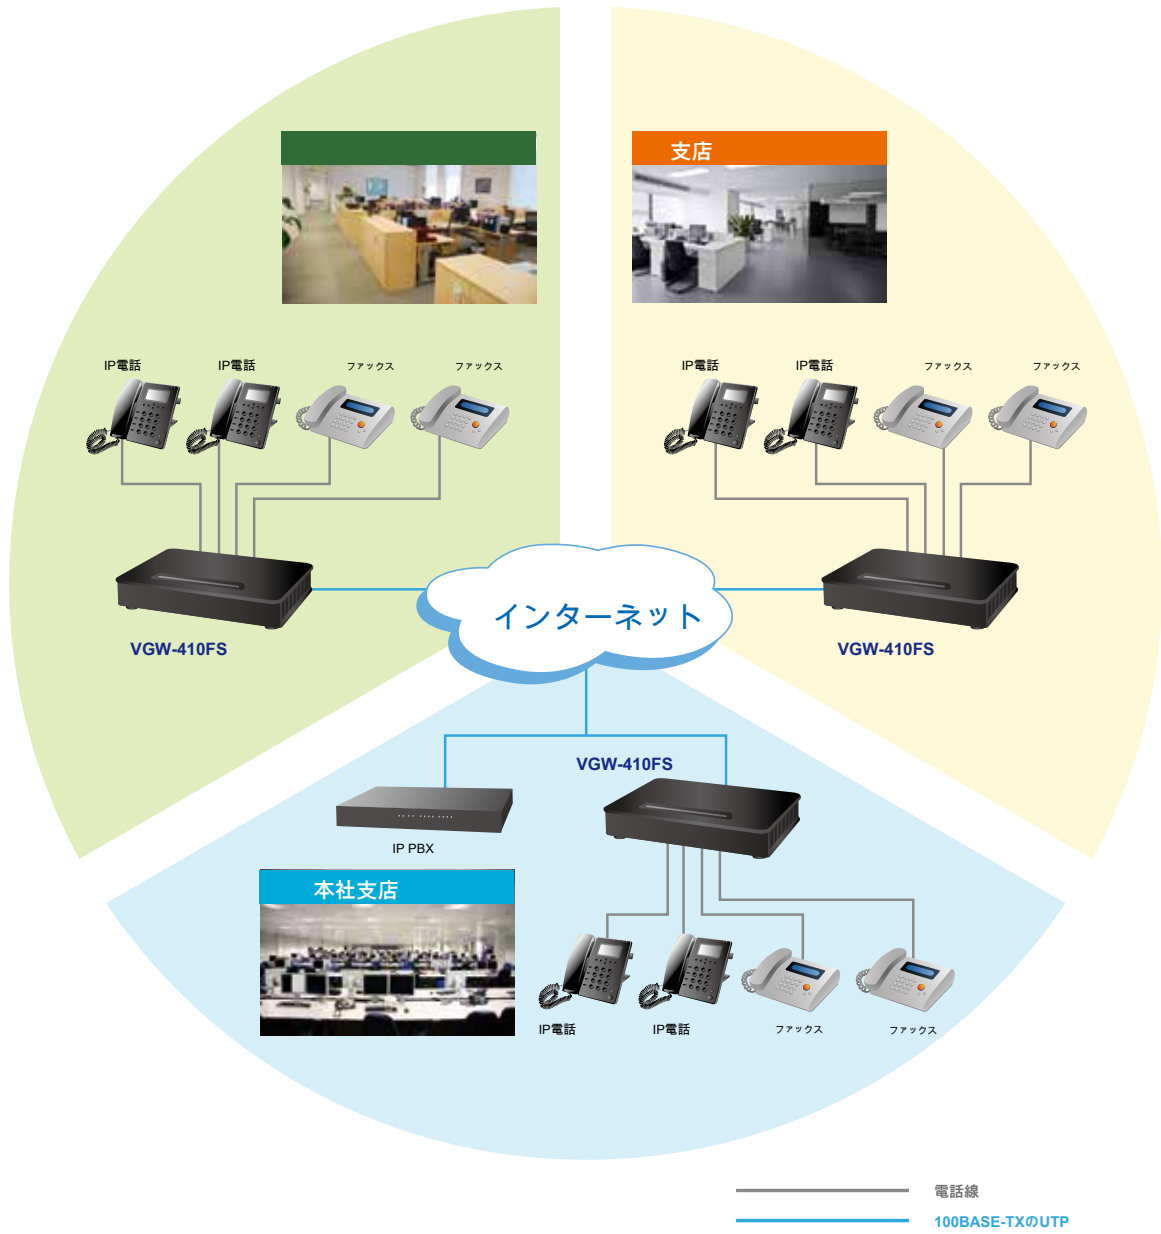 支店
IP電話
IP電話
ファックス
ファックス
IP電話
IP電話
ファックス
ファックス
インターネット
VGW-410FS
VGW-410FS
VGW-410FS
IP PBX
本社支店
IP電話
IP電話
ファックス
ファックス
電話線
100BASE-TXのUTP